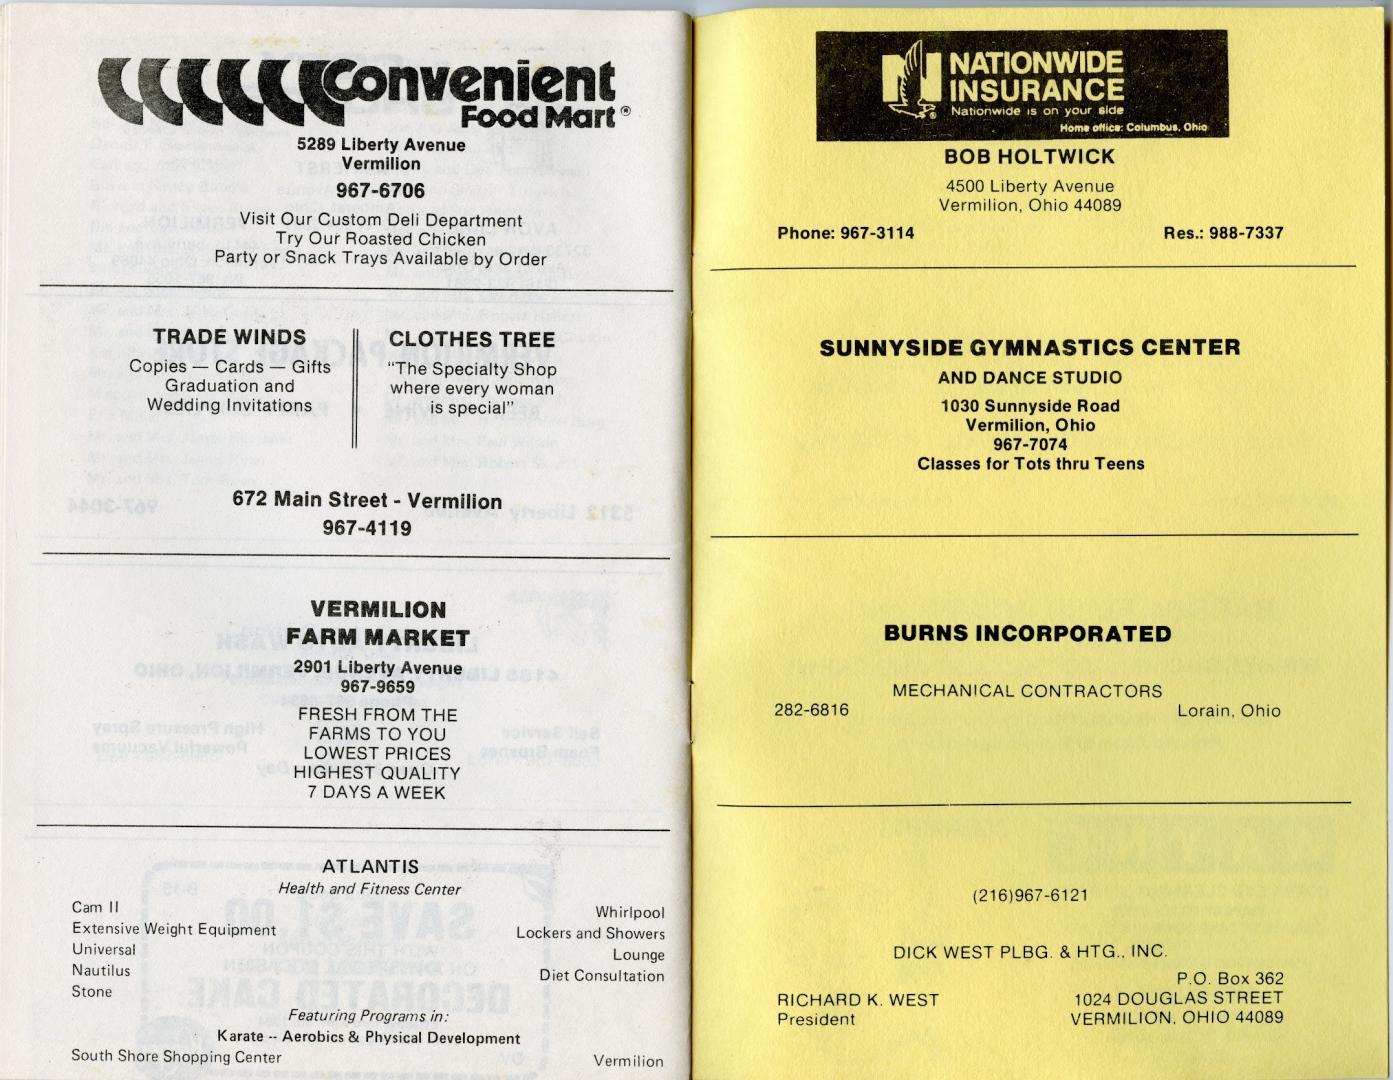 Convenient
Food Mart®
5289 Liberty Avenue
Vermilion
967-6706
Visit Our Custom Deli Department
Try Our Roasted Chicken
Party or Snack Trays Available by Order
TRADE WINDS
Copies — Cards — Gifts
Graduation and
Wedding Invitations
CLOTHES TREE
"The Specialty Shop
where every woman
is special"
672 Main Street - Vermilion
967-4119
VERMILION
FARM MARKET
2901 Liberty Avenue
967-9659
FRESH FROM THE
FARMS TO YOU
LOWEST PRICES
HIGHEST QUALITY
7 DAYS A WEEK
ATLANTIS
Health and Fitness Center
Cam II
Extensive Weight Equipment
Universal
Nautilus
Stone
Whirlpool
Lockers and Showers
Lounge
Diet Consultation
Featuring Programs in:
Karate -- Aerobics & Physical Development
South Shore Shopping Center Vermilion
NATIONWIDE
INSURANCE
Nationwide is on your side
Home office: Columbus, Ohio
BOB HOLTWICK
4500 Liberty Avenue
Vermilion, Ohio 44089
Phone: 967-3114 Res.: 988-7337
SUNNYSIDE GYMNASTICS CENTER
AND DANCE STUDIO
1030 Sunnyside Road
Vermilion, Ohio
967-7074
Classes for Tots thru Teens
BURNS INCORPORATED
MECHANICAL CONTRACTORS
282-6816 Lorain, Ohio
(216)967-6121
DICK WEST PLBG. & HTG., INC.
P.O. Box 362
RICHARD K. WEST 1024 DOUGLAS STREET
President VERMILION, OHIO 44089